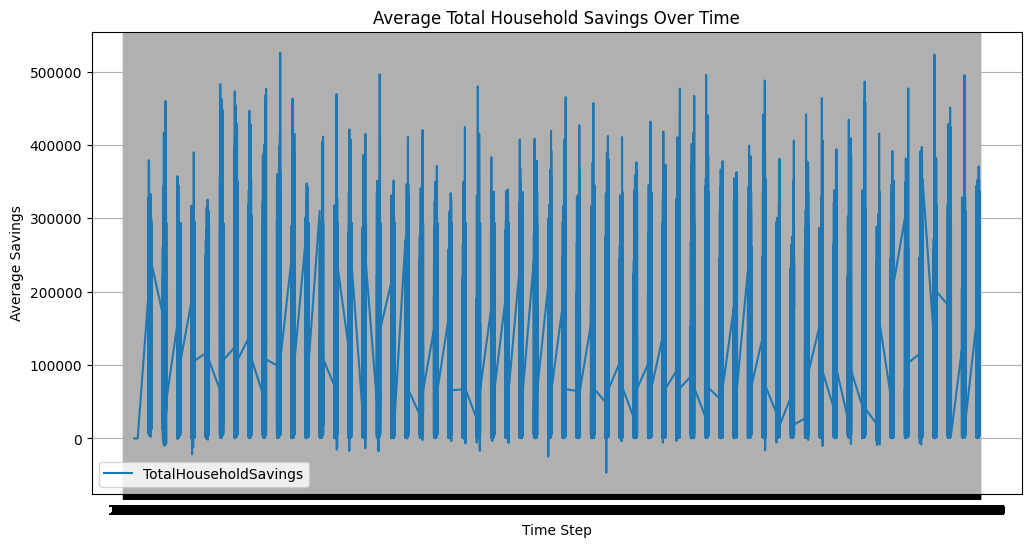 Average Total Household Savings Over Time
500000
400000
300000
200000
100000
0
Average Savings
TotalHouseholdSavings
Time Step